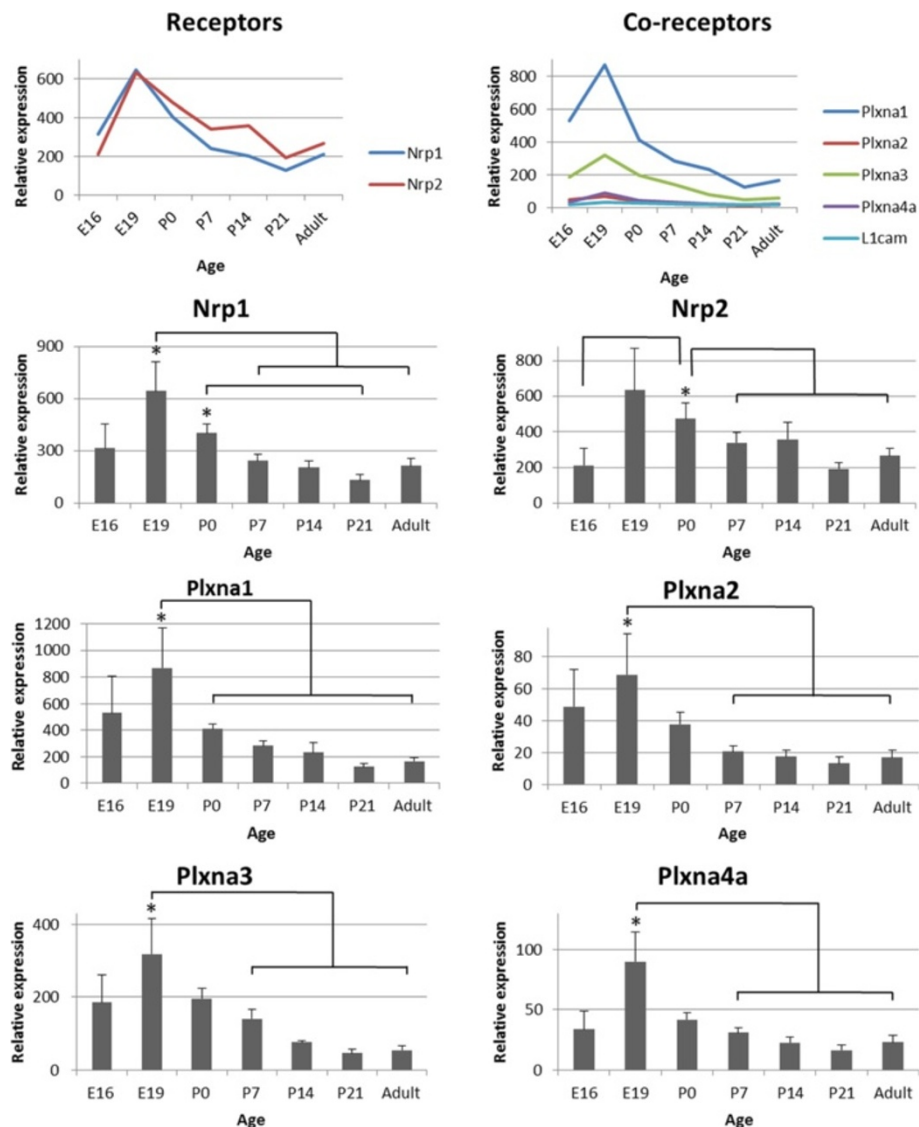 Receptors
Relative expression
600
400
200
0
E16 E19 P0 P7 P14 P21 Adult
Age
Nrp1
Nrp2
Co-receptors
Relative expression
800
600
400
200
0
E16 E19 P0 P7 P14 P21 Adult
Age
Plxna1
Plxna2
Plxna3
Plxna4a
L1cam
Nrp1
Relative expression
900
600
300
0
*
*
E16 E19 P0 P7 P14 P21 Adult
Age
Nrp2
Relative expression
800
600
400
200
0
*
E16 E19 P0 P7 P14 P21 Adult
Age
Plxna1
Relative expression
1200
1000
800
600
400
200
0
*
E16 E19 P0 P7 P14 P21 Adult
Age
Plxna2
Relative expression
80
60
40
20
0
*
E16 E19 P0 P7 P14 P21 Adult
Age
Plxna3
Relative expression
400
200
0
*
E16 E19 P0 P7 P14 P21 Adult
Age
Plxna4a
Relative expression
100
50
0
*
E16 E19 P0 P7 P14 P21 Adult
Age